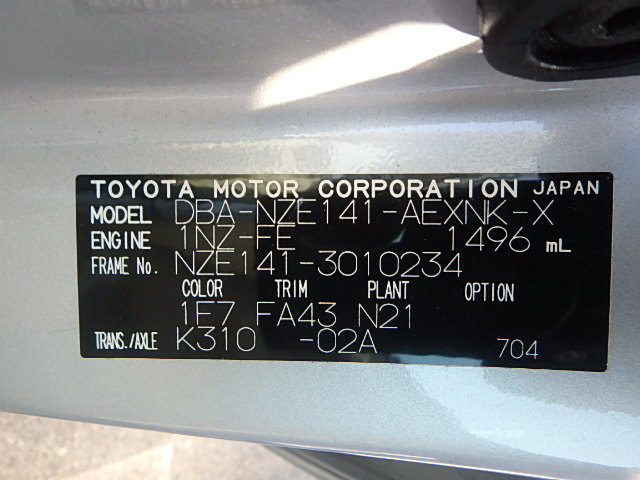 TOYOTA MOTOR CORPORATION JAPAN
MODEL DBA-NZE141-AEXNK-X
ENGINE 1NZ-FE 1496 mL
FRAME No. NZE141-3010234
COLOR TRIM PLANT OPTION
1E7 FA43 N21
TRANS./AXLE K310 -02A 704